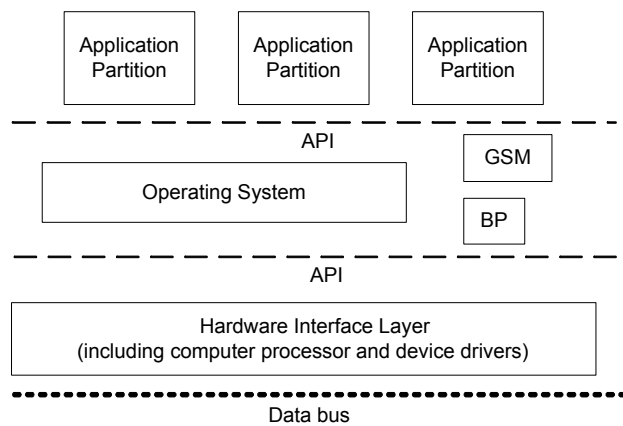 Application
Partition
Application
Partition
Application
Partition
API
GSM
Operating System
BP
API
Hardware Interface Layer
(including computer processor and device drivers)
Data bus